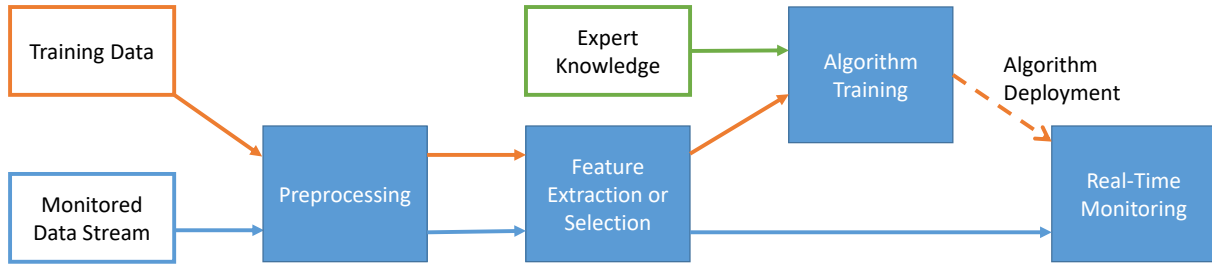 Training Data
Expert
Knowledge
Algorithm
Training
Algorithm
Deployment
Monitored
Data Stream
Preprocessing
Feature
Extraction or
Selection
Real-Time
Monitoring